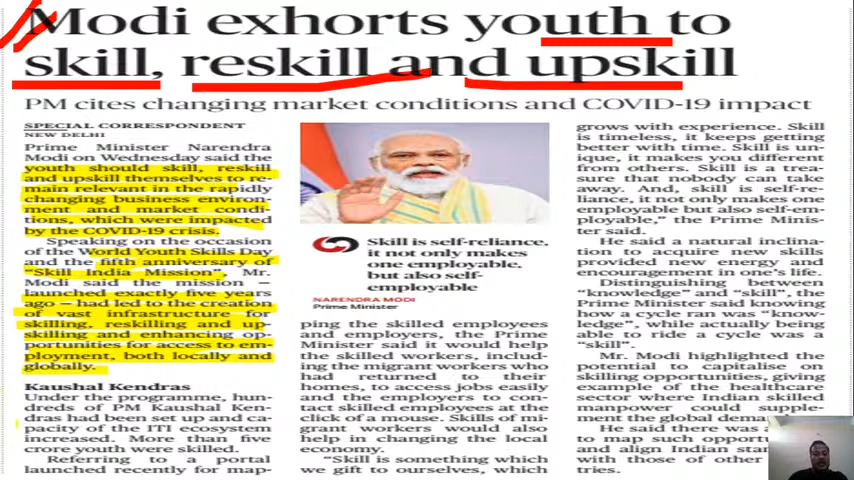 Modi exhorts youth to
skill, reskill and upskill
PM cites changing market conditions and COVID-19 impact
SPECIAL CORRESPONDENT
NEW DELHI
Prime Minister Narendra
Modi on Wednesday said the
youth should skill, reskill
and upskill themselves to re-
main relevant in the rapidly
changing business environ-
ment and market condi-
tions, which were impacted
by the COVID-19 crisis.
Speaking on the occasion
of the World Youth Skills Day
and the fifth anniversary of
“Skill India Mission”, Mr.
Modi said the mission –
launched exactly five years
ago – had led to the creation
of vast infrastructure for
skilling, reskilling and up-
skilling and enhancing op-
portunities for access to em-
ployment, both locally and
globally.
Kaushal Kendras
Under the programme, hun-
dreds of PM Kaushal Ken-
dras had been set up and ca-
pacity of the ITI ecosystem
increased. More than five
crore youth were skilled.
Referring to a portal
launched recently for map-
Skill is self-reliance,
it not only makes
one employable,
but also self-
employable
NARENDRA MODI
Prime Minister
ping the skilled employees
and employers, the Prime
Minister said it would help
the skilled workers, includ-
ing the migrant workers who
had returned to their
homes, to access jobs easily
and the employers to con-
tact skilled employees at the
click of a mouse. Skills of mi-
grant workers would also
help in changing the local
economy.
“Skill is something which
we gift to ourselves, which
grows with experience. Skill
is timeless, it keeps getting
better with time. Skill is un-
ique, it makes you different
from others. Skill is a trea-
sure that nobody can take
away. And, skill is self-re-
liance, it not only makes one
employable but also self-em-
ployable,” the Prime Minis-
ter said.
He said a natural inclina-
tion to acquire new skills
provided new energy and
encouragement in one’s life.
Distinguishing between
“knowledge” and “skill”, the
Prime Minister said knowing
how a cycle ran was “know-
ledge”, while actually being
able to ride a cycle was a
“skill”.
Mr. Modi highlighted the
potential to capitalise on
skilling opportunities, giving
example of the healthcare
sector where Indian skilled
manpower could supple-
ment the global dema
He said there was a
to map such opportu
and align Indian stan
with those of other
tries.